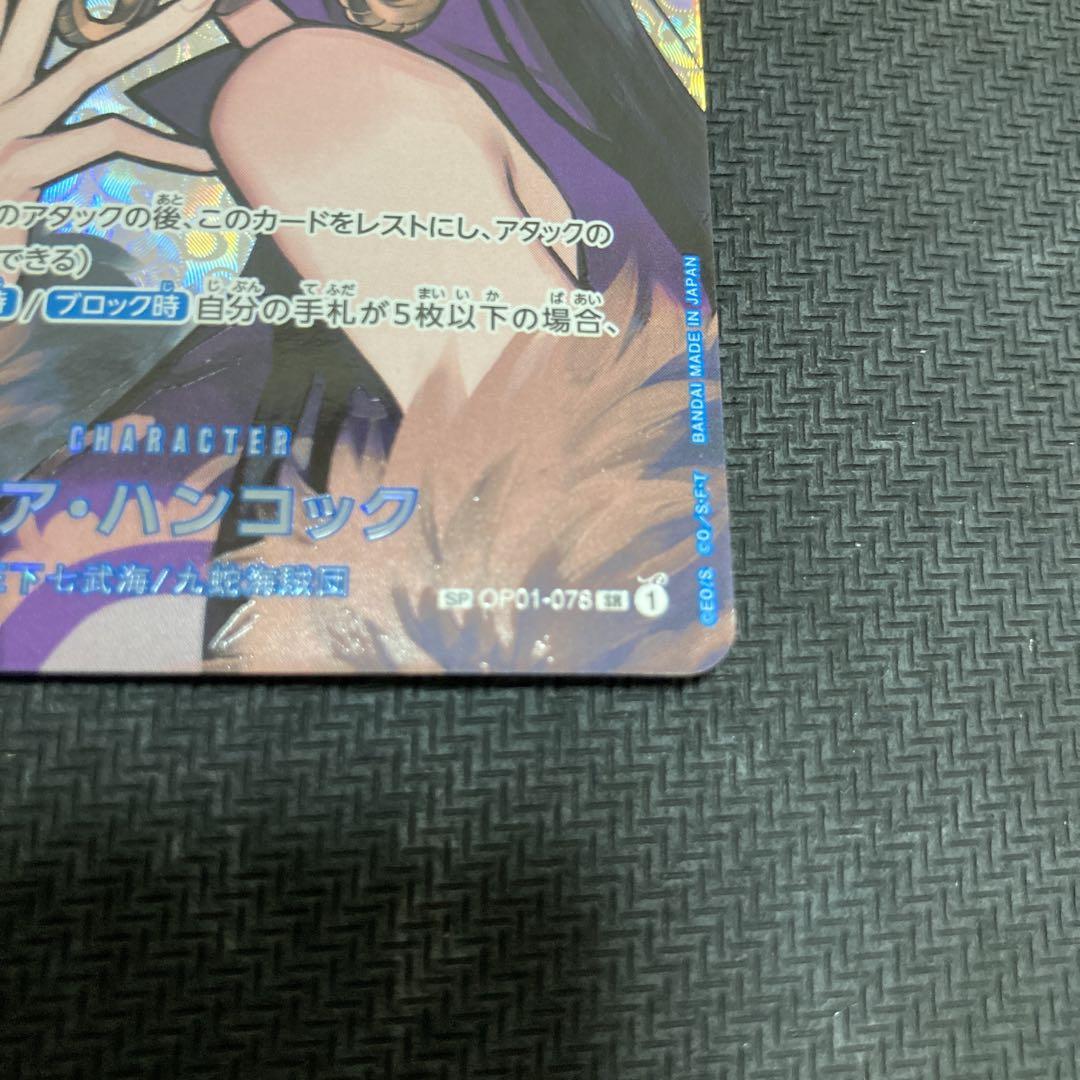 のアタックの後、このカードをレストにし、アタックの
できる)
時/ブロック時 自分の手札が5枚以下の場合、
CHARACTER
ア・ハンコック
下七武海/九蛇海賊団
SP OP01-078 SR 1
©EO/S ©O/S・F・T BANDAI MADE IN JAPAN